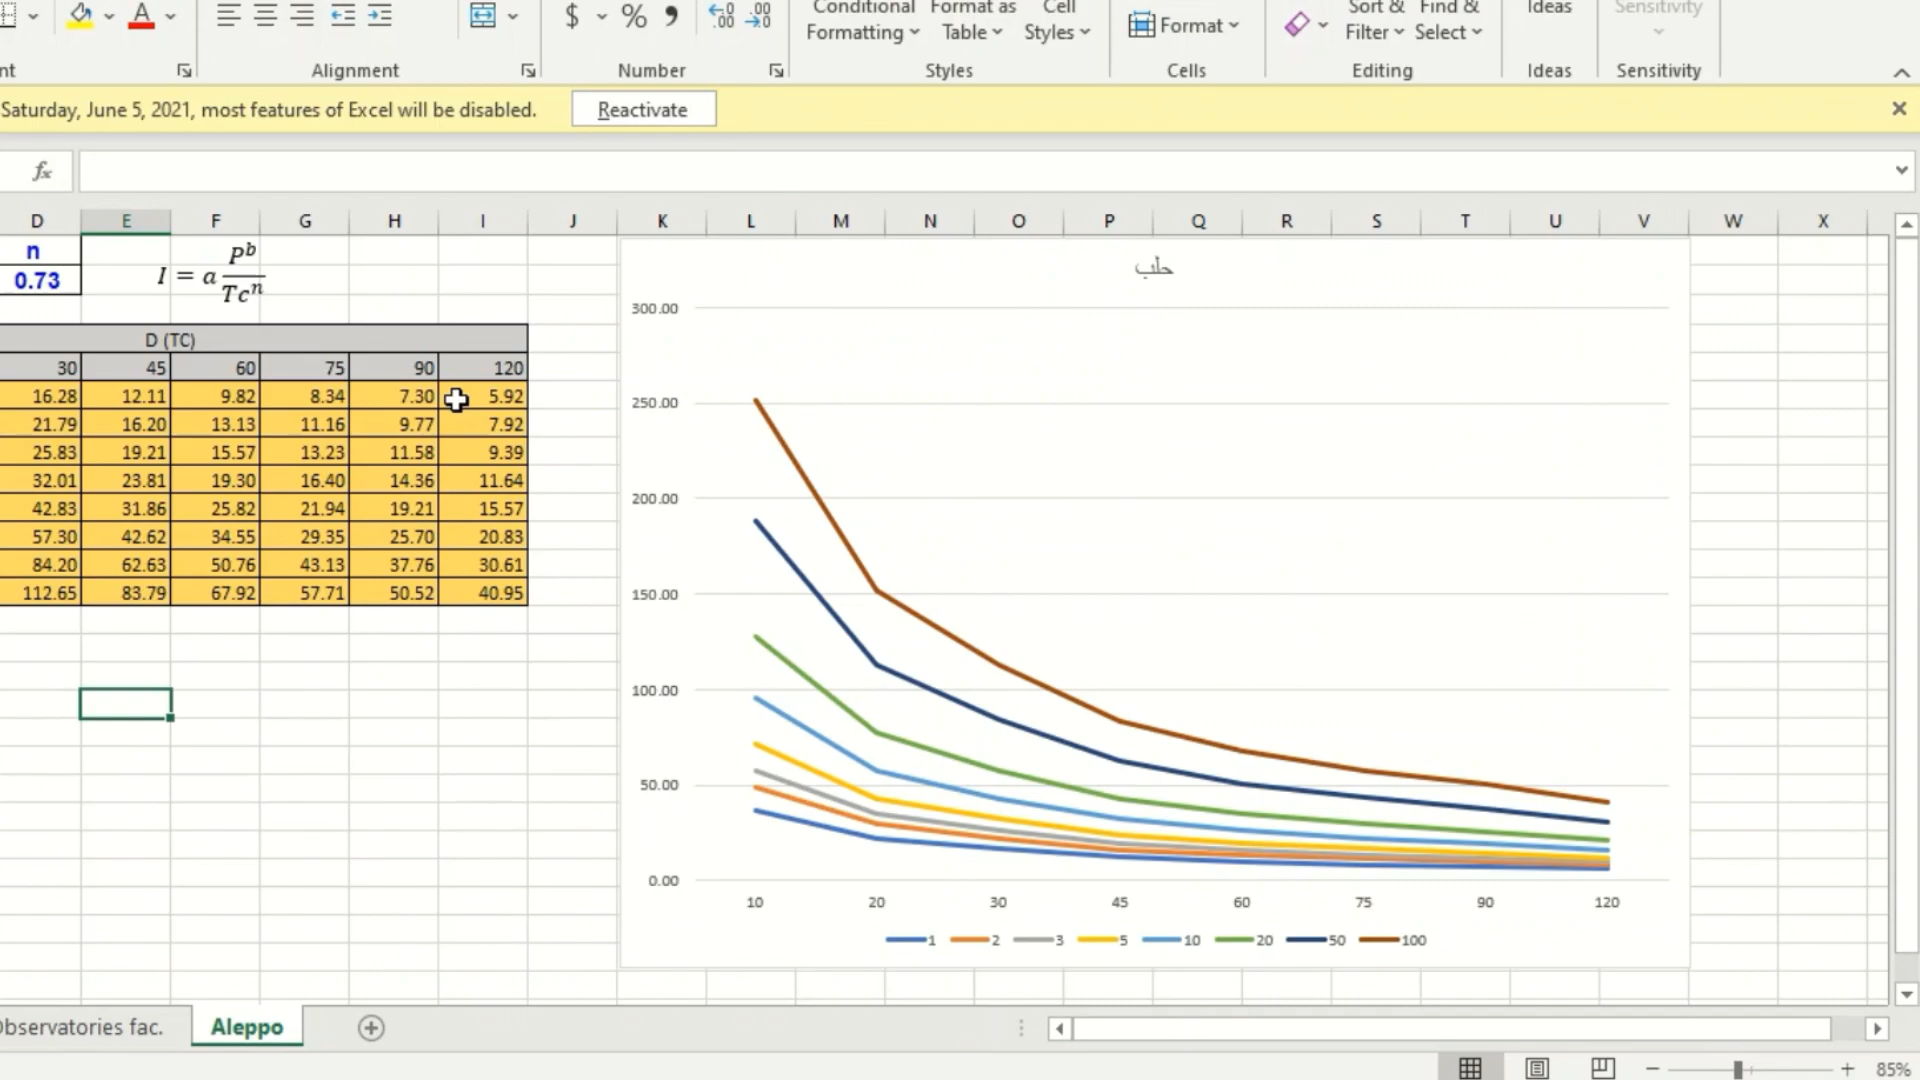 Conditional Format as Cell Sort & Find & Ideas Sensitivity
Formatting Table Styles Format Filter Select
nt Alignment Number Styles Cells Editing Ideas Sensitivity
$ % 
Saturday, June 5, 2021, most features of Excel will be disabled. Reactivate
fx
D E F G H I J K L M N O P Q R S T U V W X
n
0.73
I = a P^b / Tc^n
D (TC)
30 45 60 75 90 120
16.28 12.11 9.82 8.34 7.30 5.92
21.79 16.20 13.13 11.16 9.77 7.92
25.83 19.21 15.57 13.23 11.58 9.39
32.01 23.81 19.30 16.40 14.36 11.64
42.83 31.86 25.82 21.94 19.21 15.57
57.30 42.62 34.55 29.35 25.70 20.83
84.20 62.63 50.76 43.13 37.76 30.61
112.65 83.79 67.92 57.71 50.52 40.95
حلب
300.00
250.00
200.00
150.00
100.00
50.00
0.00
10 20 30 45 60 75 90 120
1 2 3 5 10 20 50 100
Observatories fac. Aleppo
85%